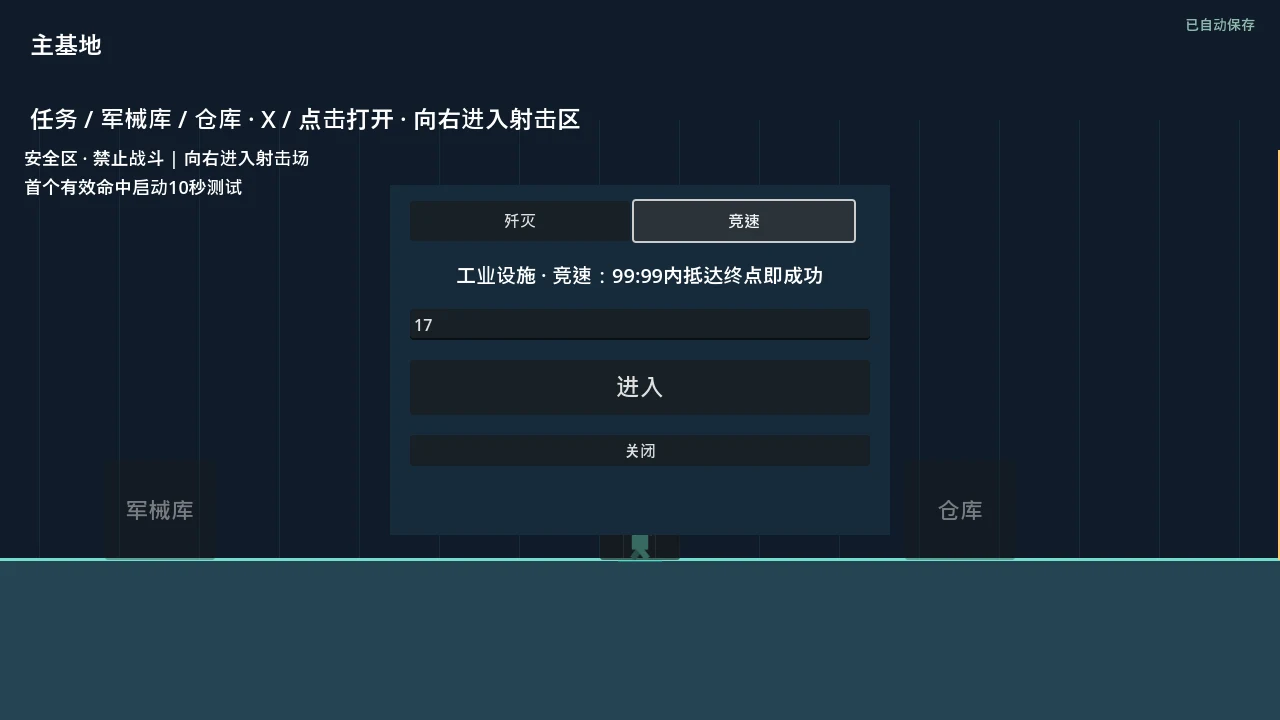 已自动保存
主基地
任务 / 军械库 / 仓库 · X / 点击打开 · 向右进入射击区
安全区 · 禁止战斗 | 向右进入射击场
首个有效命中启动10秒测试
歼灭
竞速
工业设施 · 竞速：99:99内抵达终点即成功
17
进入
关闭
军械库
仓库